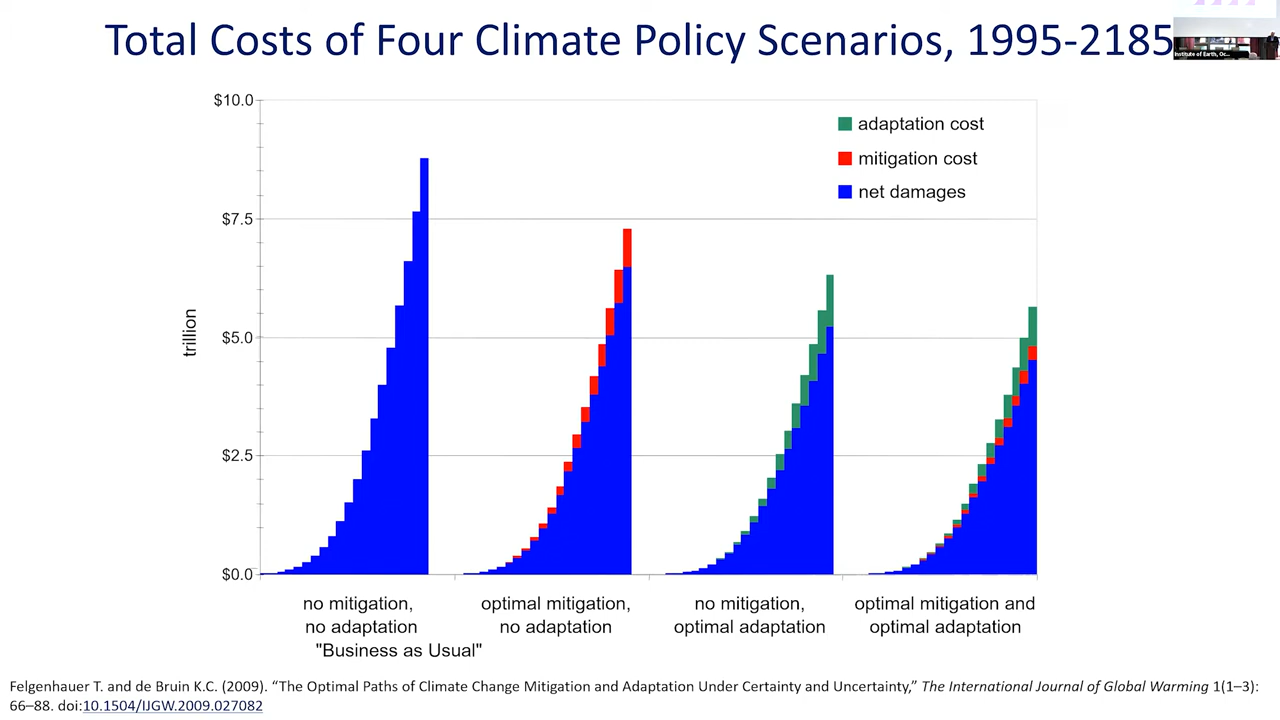 Total Costs of Four Climate Policy Scenarios, 1995-2185
Institute of Earth, Oc...
$10.0
$7.5
$5.0
$2.5
$0.0
trillion
adaptation cost
mitigation cost
net damages
no mitigation,
no adaptation
"Business as Usual"
optimal mitigation,
no adaptation
no mitigation,
optimal adaptation
optimal mitigation and
optimal adaptation
Felgenhauer T. and de Bruin K.C. (2009). “The Optimal Paths of Climate Change Mitigation and Adaptation Under Certainty and Uncertainty,” The International Journal of Global Warming 1(1–3):
66–88. doi:10.1504/IJGW.2009.027082